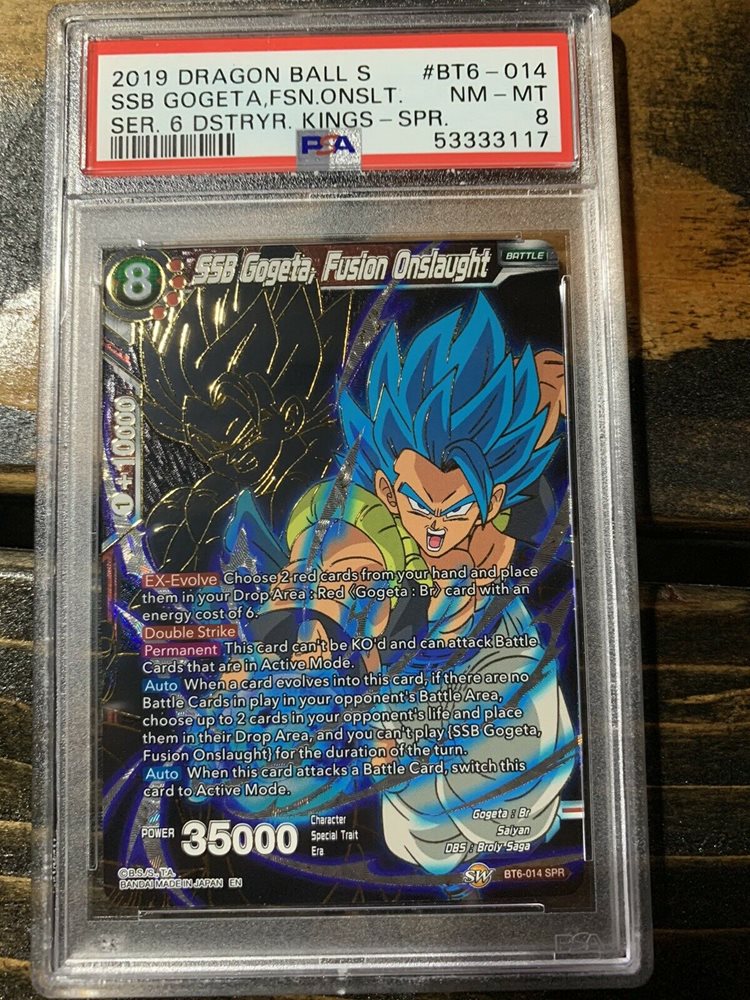 2019 DRAGON BALL S #BT6-014
SSB GOGETA,FSN.ONSLT. NM-MT
SER. 6 DSTRYR. KINGS-SPR. 8
PSA 53333117
8 SSB Gogeta, Fusion Onslaught BATTLE
1 +10000
EX-Evolve Choose 2 red cards from your hand and place
them in your Drop Area : Red《Gogeta : Br》card with an
energy cost of 6.
Double Strike
Permanent This card can't be KO'd and can attack Battle
Cards that are in Active Mode.
Auto When a card evolves into this card, if there are no
Battle Cards in play in your opponent's Battle Area,
choose up to 2 cards in your opponent's life and place
them in their Drop Area, and you can't play {SSB Gogeta,
Fusion Onslaught} for the duration of the turn.
Auto When this card attacks a Battle Card, switch this
card to Active Mode.
POWER 35000
Character Gogeta : Br
Special Trait Saiyan
Era DBS : Broly Saga
©B.S./S., T.A.
BANDAI MADE IN JAPAN EN
SW BT6-014 SPR
PSA